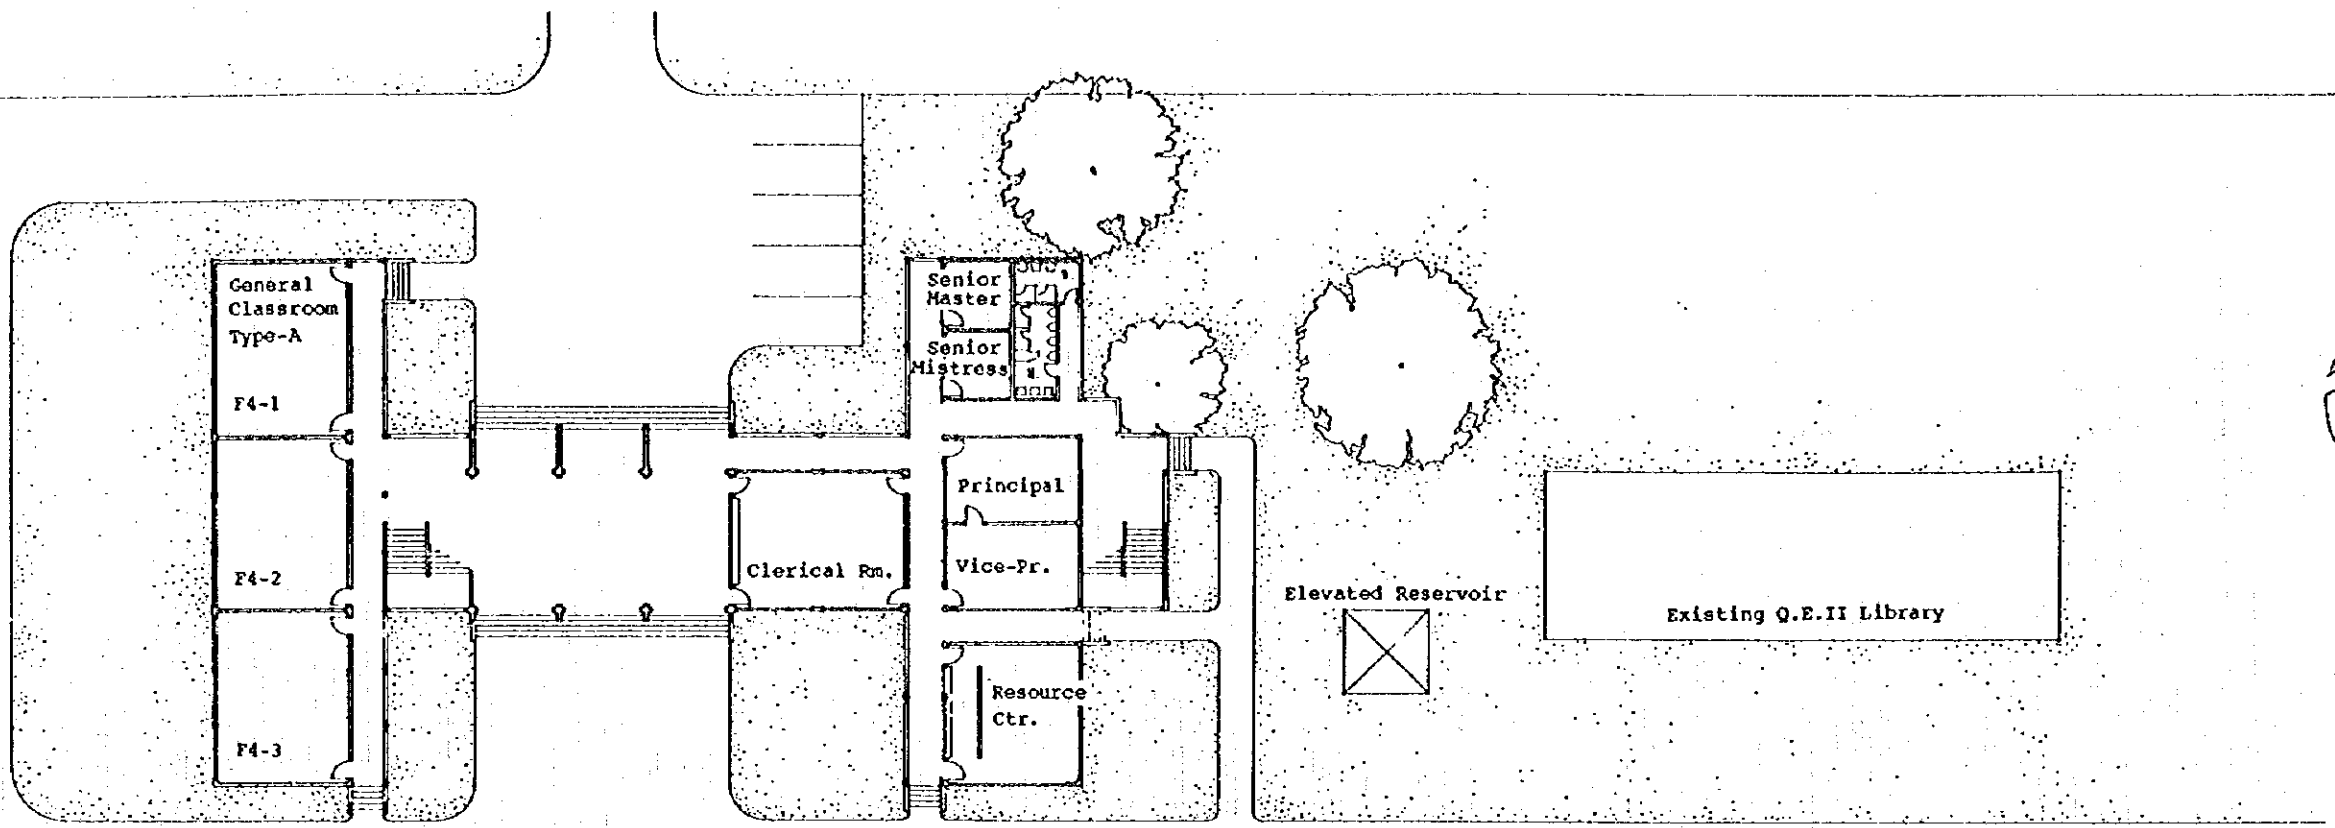 General
Classroom
Type-A
F4-1
F4-2
F4-3
Senior
Master
Senior
Mistress
Principal
Clerical Rm.
Vice-Pr.
Resource
Ctr.
Elevated Reservoir
Existing Q.E.II Library